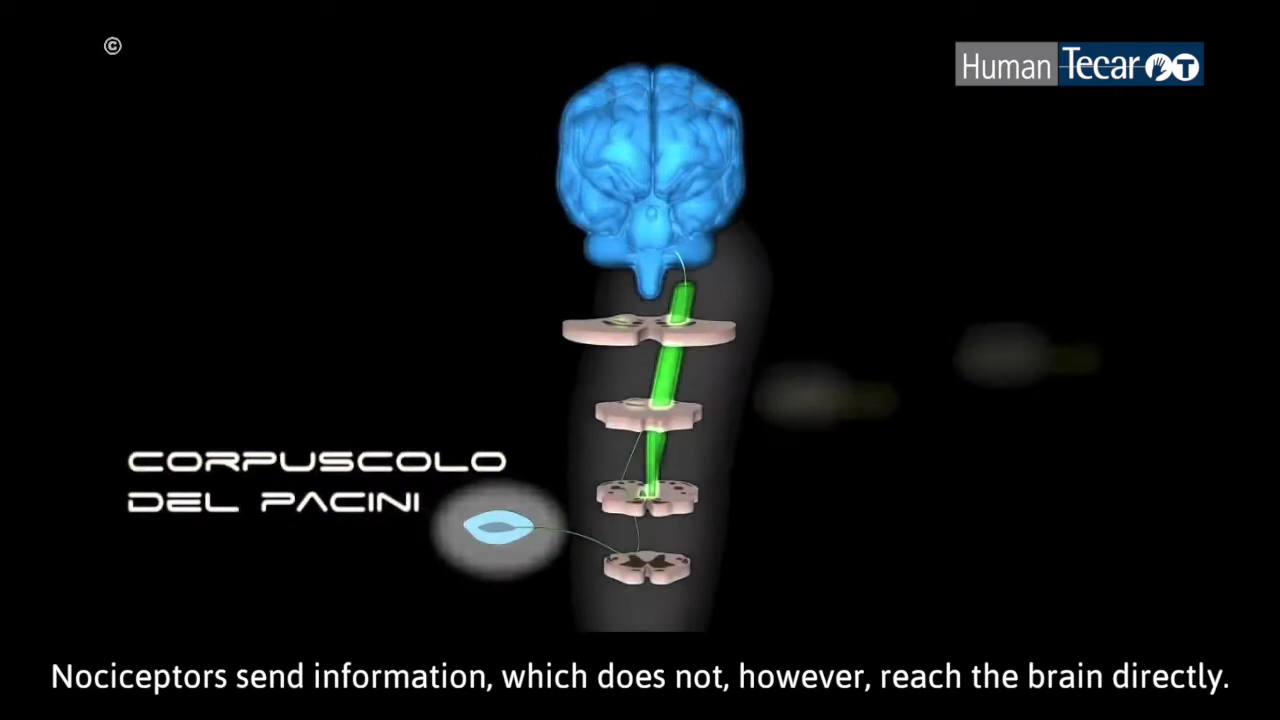 ©
Human Tecar T
CORPUSCOLO
DEL PACINI
Nociceptors send information, which does not, however, reach the brain directly.